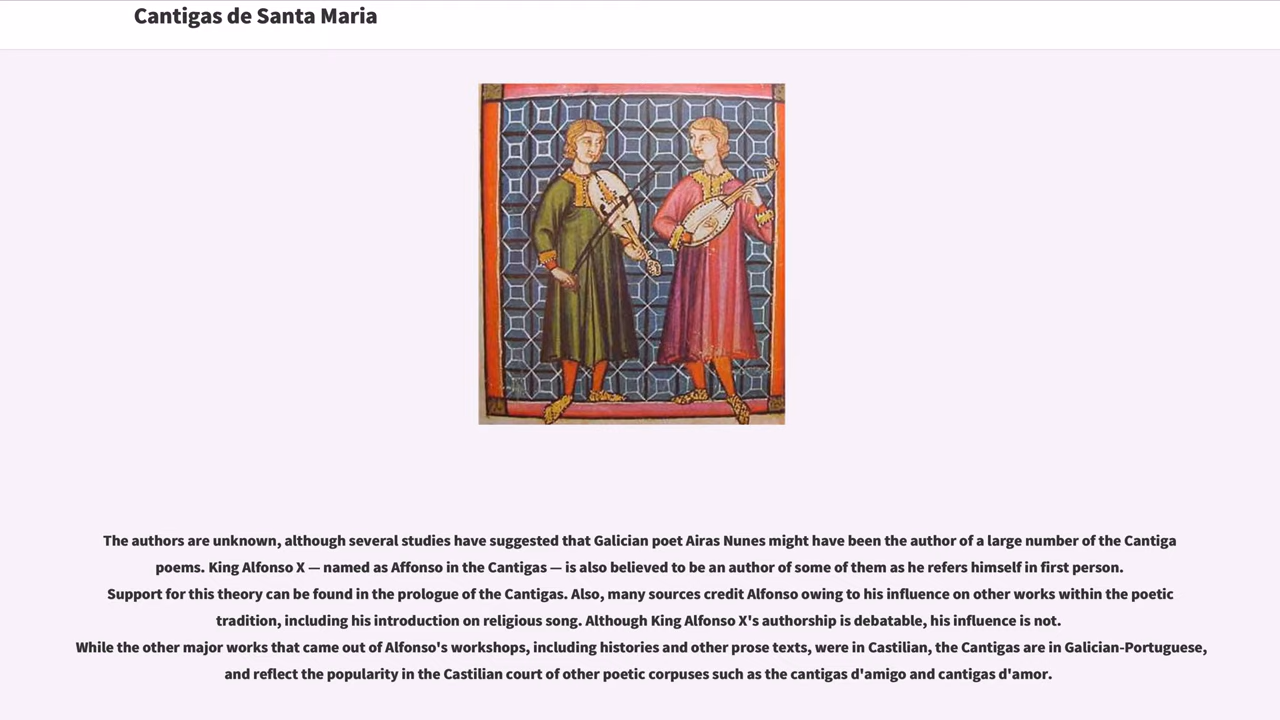 Cantigas de Santa Maria
The authors are unknown, although several studies have suggested that Galician poet Airas Nunes might have been the author of a large number of the Cantiga
poems. King Alfonso X — named as Affonso in the Cantigas — is also believed to be an author of some of them as he refers himself in first person.
Support for this theory can be found in the prologue of the Cantigas. Also, many sources credit Alfonso owing to his influence on other works within the poetic
tradition, including his introduction on religious song. Although King Alfonso X's authorship is debatable, his influence is not.
While the other major works that came out of Alfonso's workshops, including histories and other prose texts, were in Castilian, the Cantigas are in Galician-Portuguese,
and reflect the popularity in the Castilian court of other poetic corpuses such as the cantigas d'amigo and cantigas d'amor.